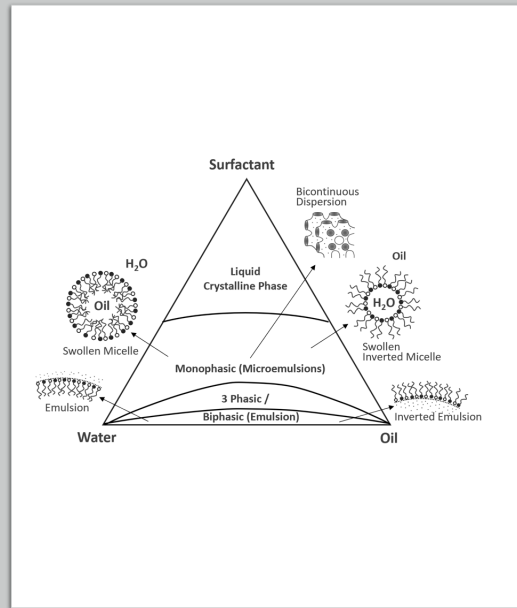 Surfactant
Bicontinuous
Dispersion
H₂O
Oil
Liquid
Crystalline Phase
Oil
H₂O
Swollen Micelle
Swollen
Inverted Micelle
Monophasic (Microemulsions)
3 Phasic /
Biphasic (Emulsion)
Emulsion
Inverted Emulsion
Water
Oil